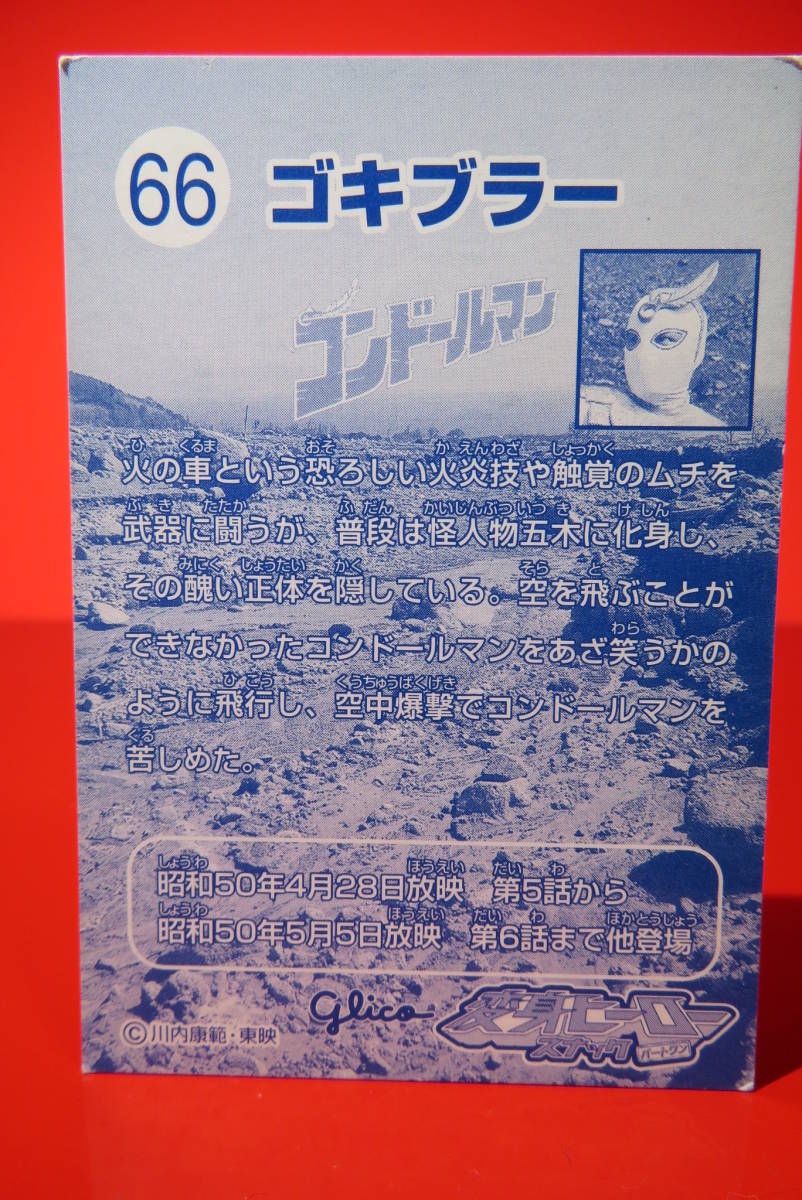 66 ゴキブラー
コンドールマン
火の車という恐ろしい火炎技や触覚のムチを
武器に闘うが、普段は怪人物五木に化身し、
その醜い正体を隠している。空を飛ぶことが
できなかったコンドールマンをあざ笑うかの
ように飛行し、空中爆撃でコンドールマンを
苦しめた。
昭和50年4月28日放映 第5話から
昭和50年5月5日放映 第6話まで他登場
glico 変身ヒーロー
スナック パートワン
©川内康範・東映